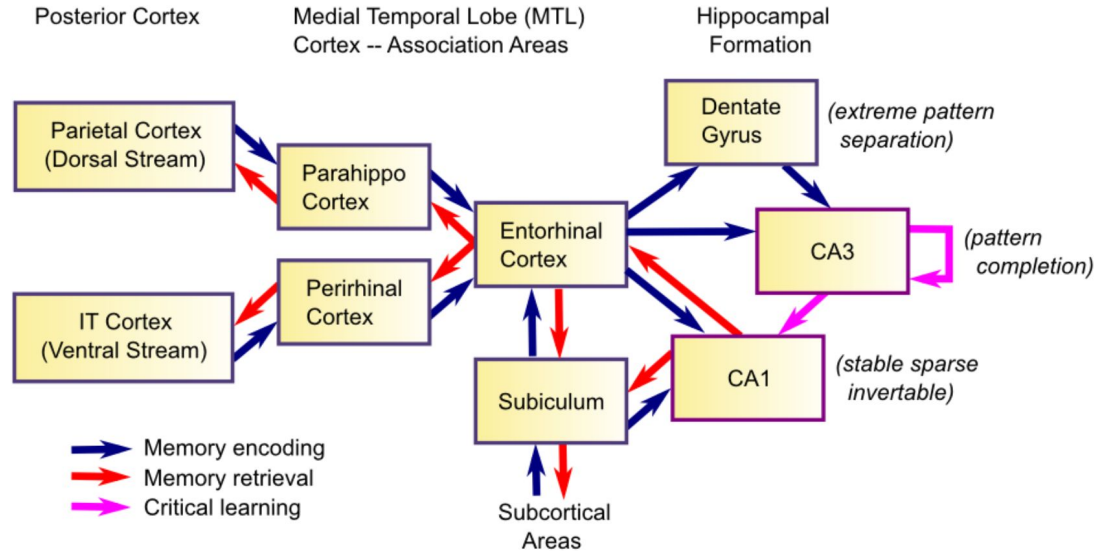 Posterior Cortex
Medial Temporal Lobe (MTL)
Cortex -- Association Areas
Hippocampal
Formation
Parietal Cortex
(Dorsal Stream)
Parahippo
Cortex
Dentate
Gyrus
(extreme pattern
separation)
Entorhinal
Cortex
CA3
(pattern
completion)
IT Cortex
(Ventral Stream)
Perirhinal
Cortex
Subiculum
CA1
(stable sparse
invertable)
Memory encoding
Memory retrieval
Critical learning
Subcortical
Areas